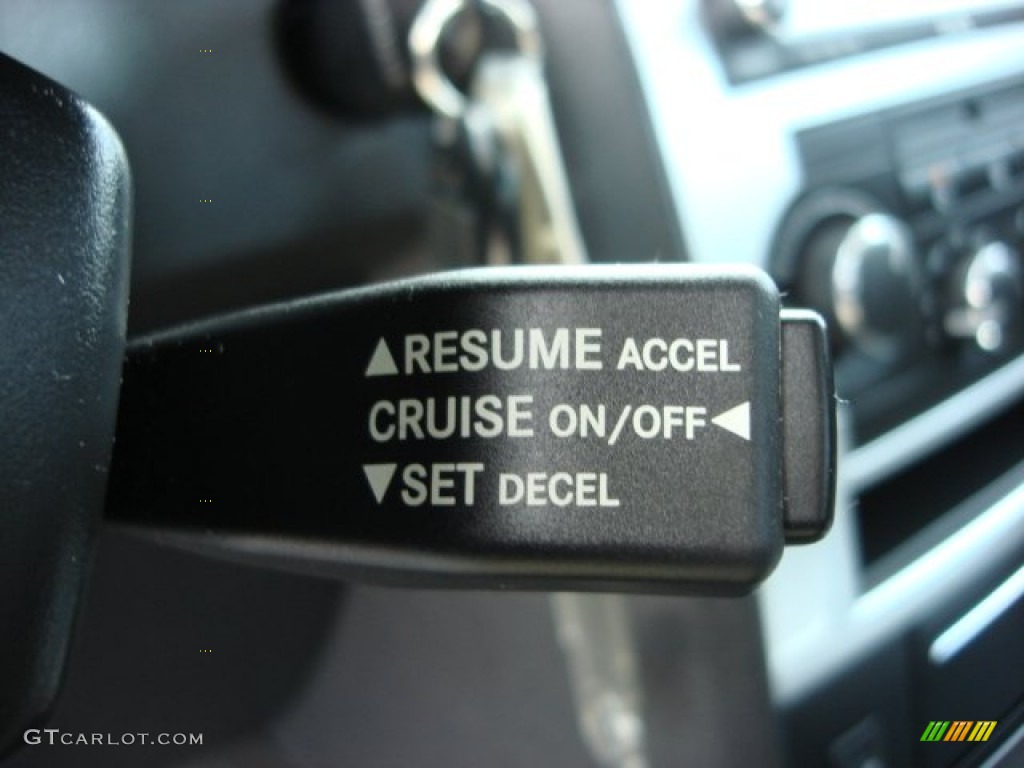 ▲RESUME ACCEL
CRUISE ON/OFF◀
▼SET DECEL
GTCARLOT.COM